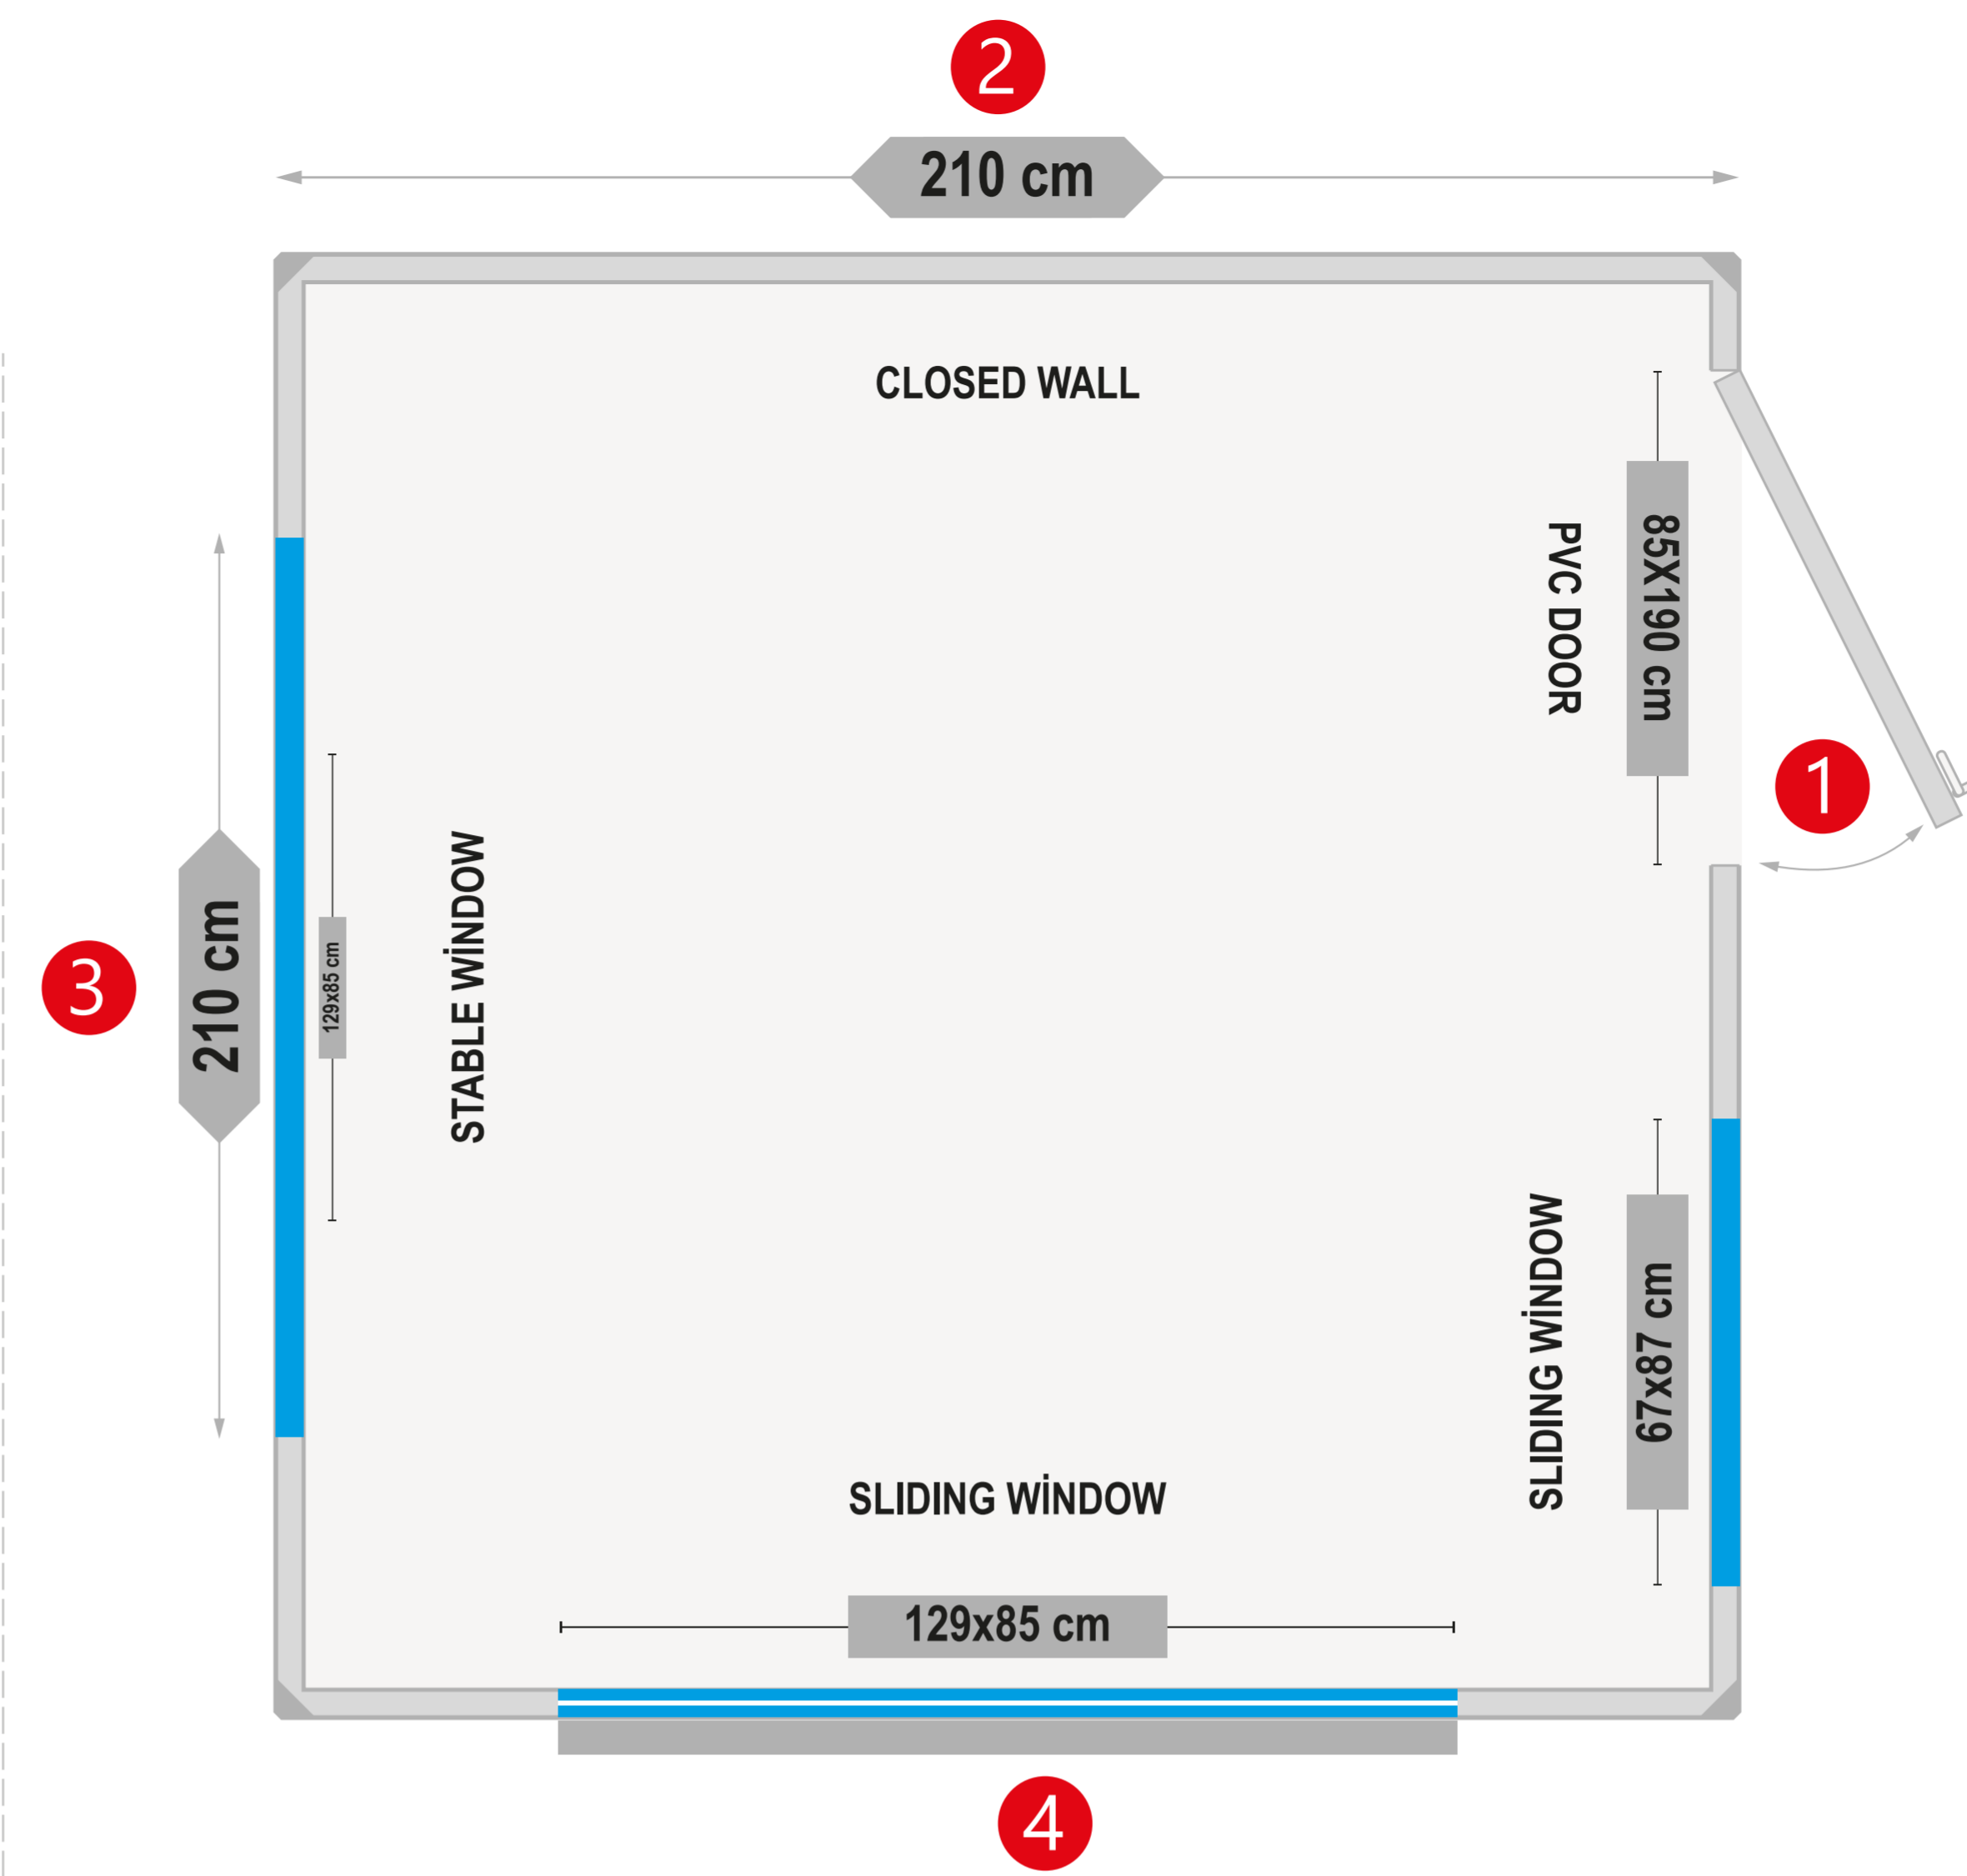 2
210 cm
CLOSED WALL
PVC DOOR
85X190 cm
1
3
210 cm
129x85 cm
STABLE WİNDOW
SLIDING WİNDOW
67x87 cm
SLIDING WİNDOW
129x85 cm
4